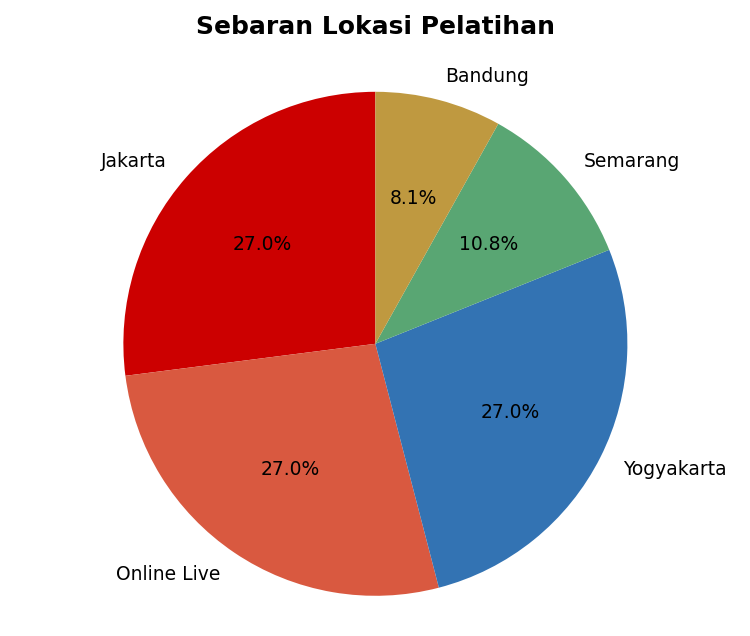 Sebaran Lokasi Pelatihan
Bandung
Jakarta
Semarang
8.1%
27.0%
10.8%
27.0%
27.0%
Yogyakarta
Online Live